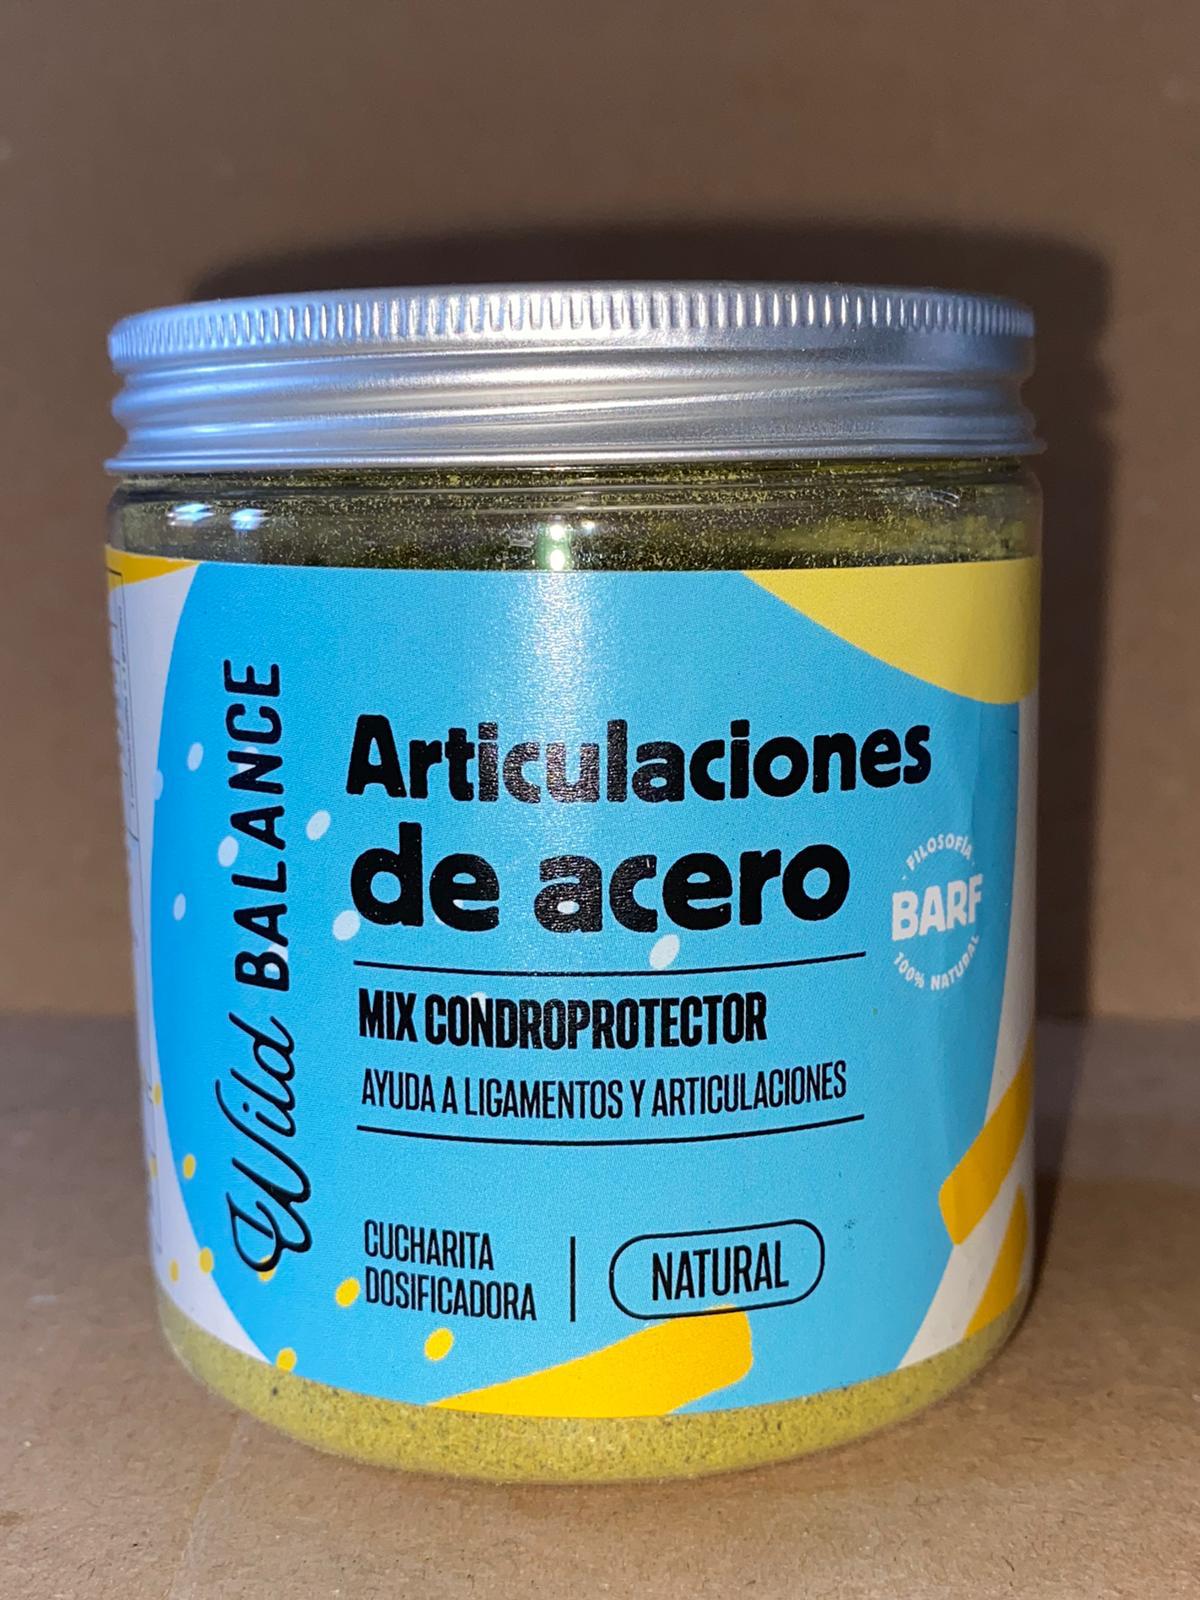 Wild BALANCE
Articulaciones
de acero
· FILOSOFÍA ·
BARF
100% NATURAL
MIX CONDROPROTECTOR
AYUDA A LIGAMENTOS Y ARTICULACIONES
CUCHARITA
DOSIFICADORA
NATURAL